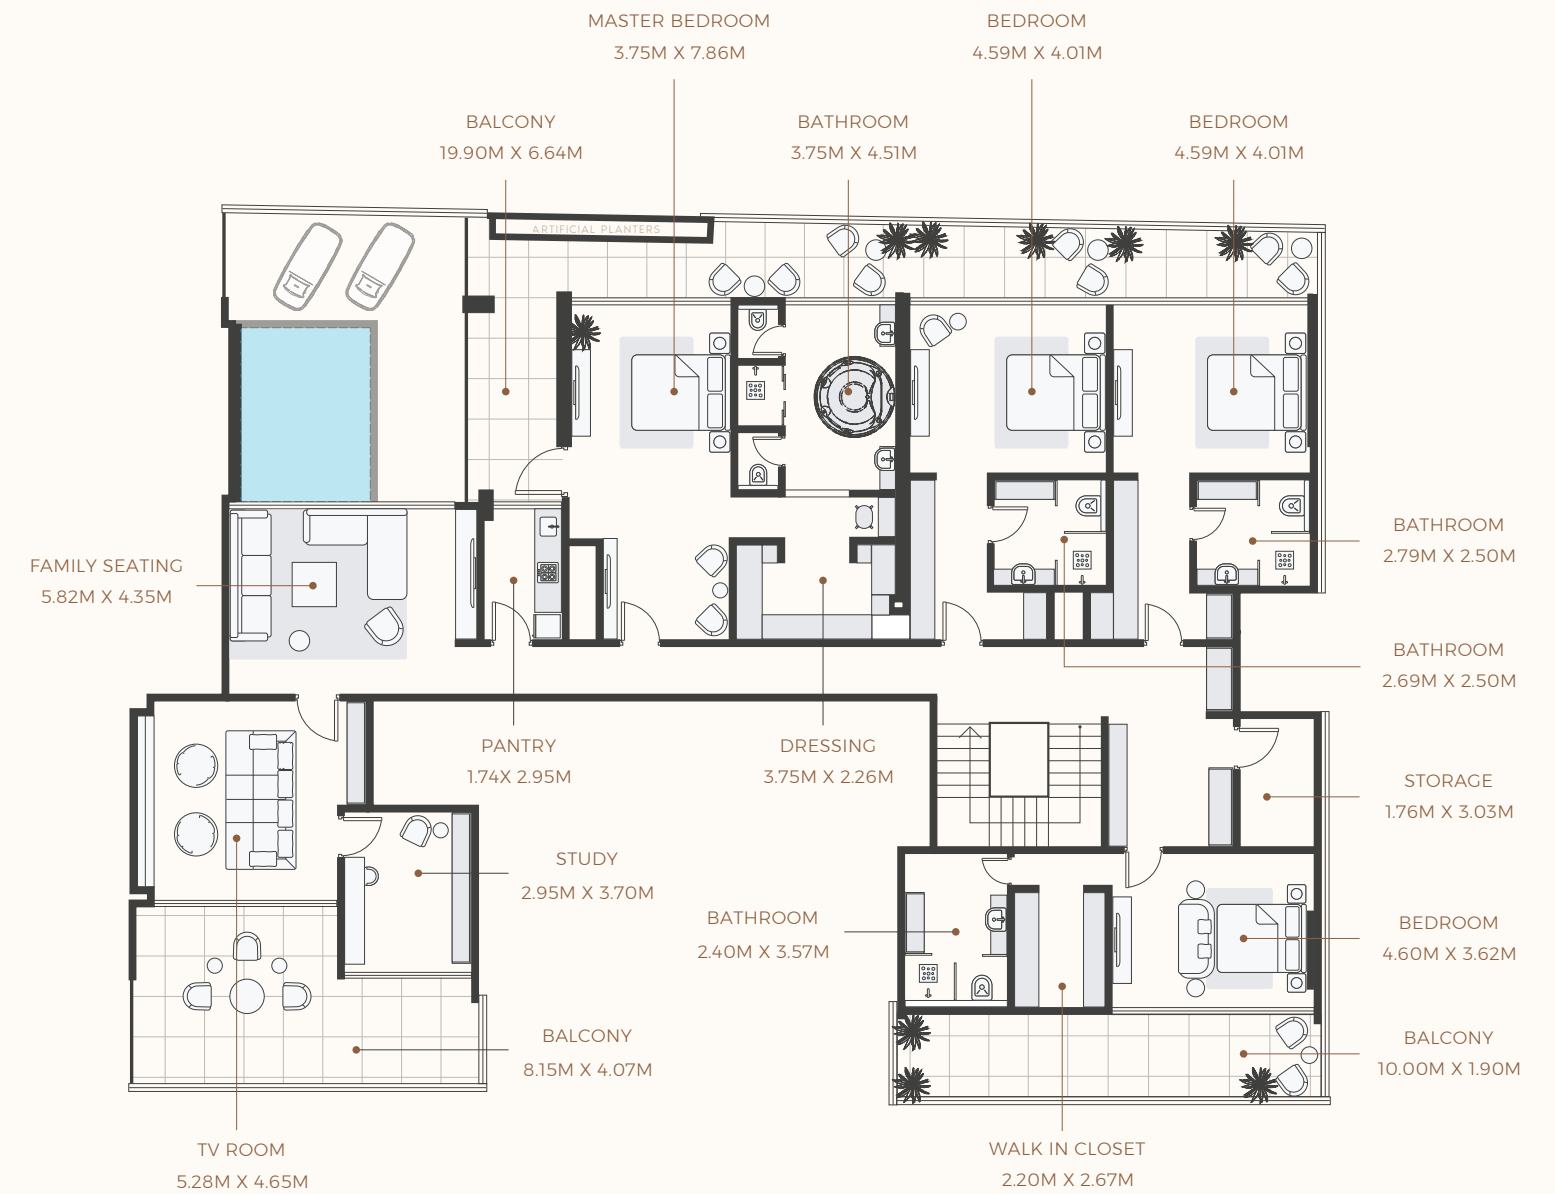 MASTER BEDROOM
3.75M X 7.86M
BEDROOM
4.59M X 4.01M
BALCONY
19.90M X 6.64M
BATHROOM
3.75M X 4.51M
BEDROOM
4.59M X 4.01M
ARTIFICIAL PLANTERS
FAMILY SEATING
5.82M X 4.35M
BATHROOM
2.79M X 2.50M
BATHROOM
2.69M X 2.50M
PANTRY
1.74X 2.95M
DRESSING
3.75M X 2.26M
STORAGE
1.76M X 3.03M
STUDY
2.95M X 3.70M
BATHROOM
2.40M X 3.57M
BEDROOM
4.60M X 3.62M
BALCONY
8.15M X 4.07M
BALCONY
10.00M X 1.90M
TV ROOM
5.28M X 4.65M
WALK IN CLOSET
2.20M X 2.67M